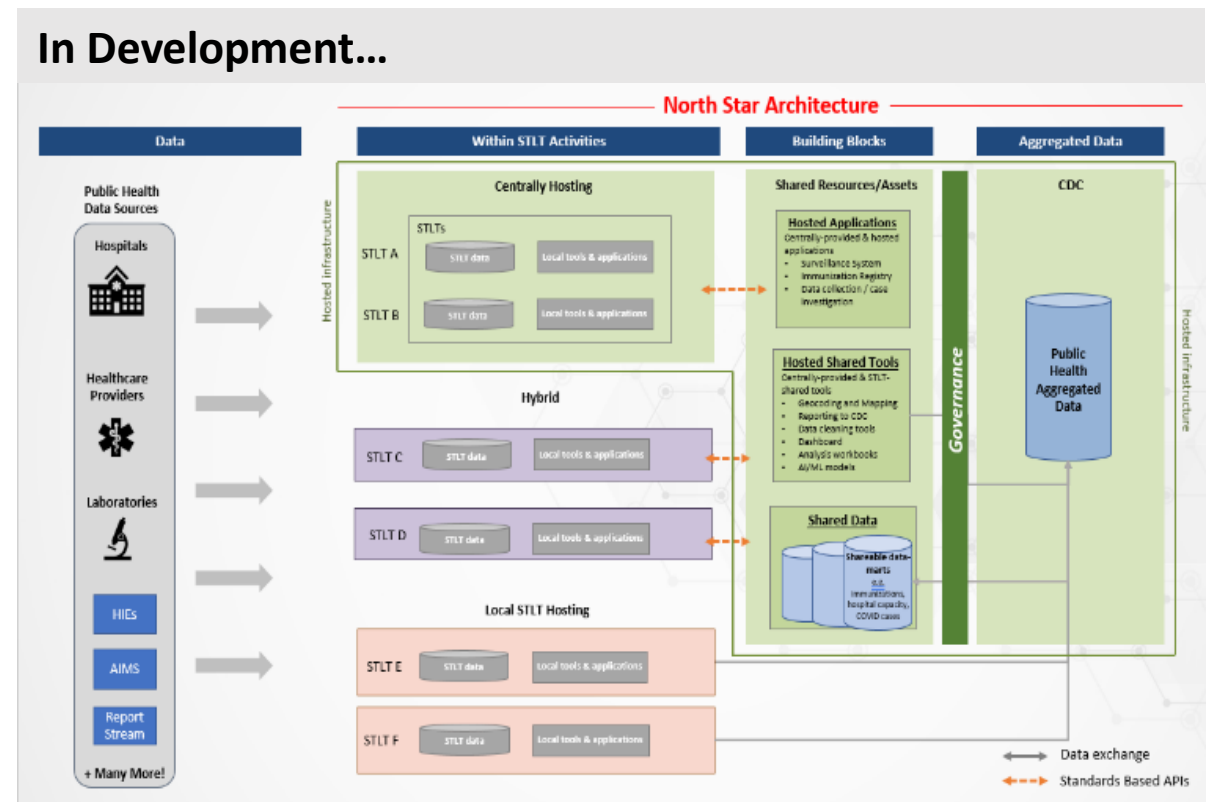 In Development...
North Star Architecture
Data
Within STLT Activities
Building Blocks
Aggregated Data
Public Health
Data Sources
Hospitals
Healthcare
Providers
Laboratories
HIEs
AIMS
Report
Stream
+ Many More!
Hosted infrastructure
Centrally Hosting
STLTs
STLT A
STLT data
Local tools & applications
STLT B
STLT data
Local tools & applications
Hybrid
STLT C
STLT data
Local tools & applications
STLT D
STLT data
Local tools & applications
Local STLT Hosting
STLT E
STLT data
Local tools & applications
STLT F
STLT data
Local tools & applications
Shared Resources/Assets
Hosted Applications
Centrally-provided & hosted
applications
• Surveillance System
• Immunization Registry
• Data collection / case
investigation
Hosted Shared Tools
Centrally-provided & STLT-
shared tools
• Geocoding and Mapping
• Reporting to CDC
• Data cleaning tools
• Dashboard
• Analysis workbooks
• AI/ML models
Shared Data
Shareable data-
marts
e.g.
immunizations,
hospital capacity,
COVID cases
Governance
CDC
Public
Health
Aggregated
Data
Hosted infrastructure
Data exchange
Standards Based APIs